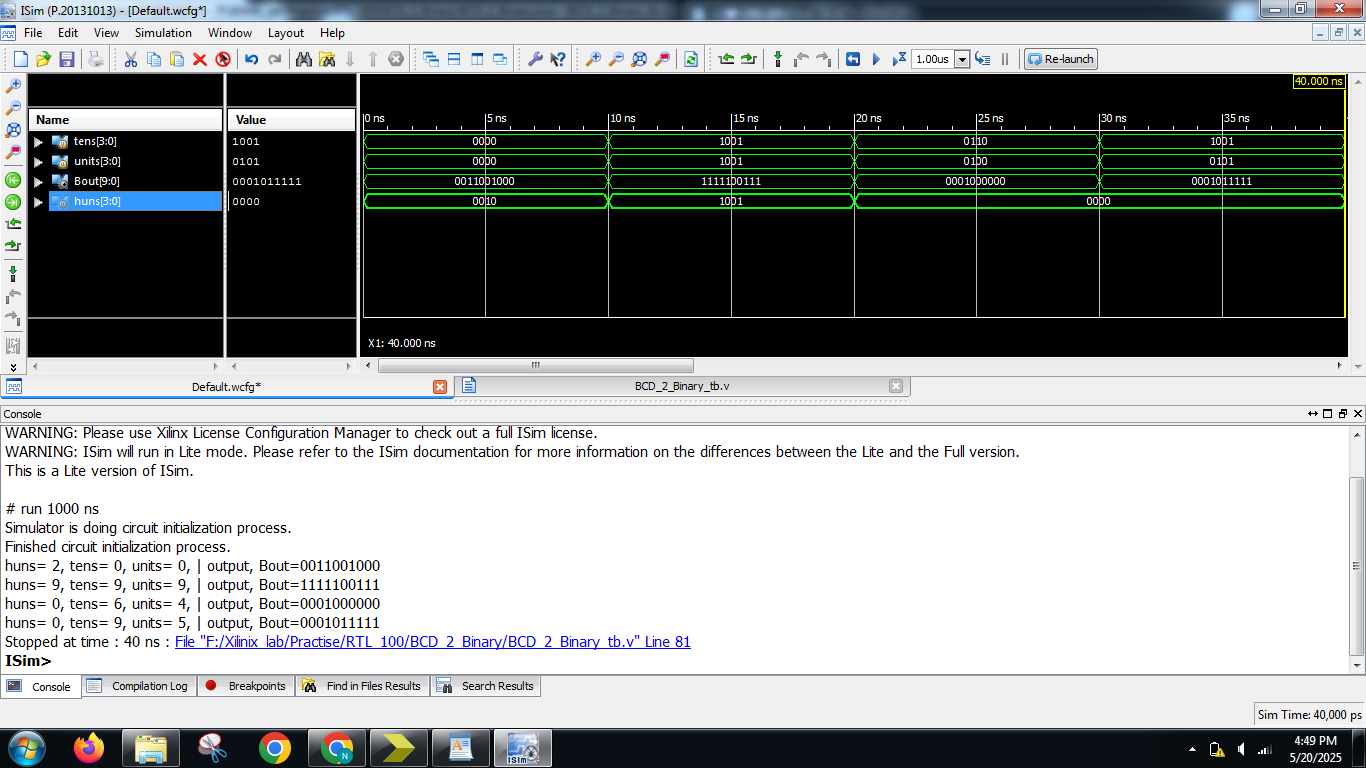 ISim (P.20131013) - [Default.wcfg*]
File Edit View Simulation Window Layout Help
1.00us Re-launch
40.000 ns
Name Value
0 ns 5 ns 10 ns 15 ns 20 ns 25 ns 30 ns 35 ns
tens[3:0] 1001 0000 1001 0110 1001
units[3:0] 0101 0000 1001 0100 0101
Bout[9:0] 0001011111 0011001000 1111100111 0001000000 0001011111
huns[3:0] 0000 0010 1001 0000
X1: 40.000 ns
Default.wcfg* BCD_2_Binary_tb.v
Console
WARNING: Please use Xilinx License Configuration Manager to check out a full ISim license.
WARNING: ISim will run in Lite mode. Please refer to the ISim documentation for more information on the differences between the Lite and the Full version.
This is a Lite version of ISim.
# run 1000 ns
Simulator is doing circuit initialization process.
Finished circuit initialization process.
huns= 2, tens= 0, units= 0, | output, Bout=0011001000
huns= 9, tens= 9, units= 9, | output, Bout=1111100111
huns= 0, tens= 6, units= 4, | output, Bout=0001000000
huns= 0, tens= 9, units= 5, | output, Bout=0001011111
Stopped at time : 40 ns : File "F:/Xilinix_lab/Practise/RTL_100/BCD_2_Binary/BCD_2_Binary_tb.v" Line 81
ISim>
Console Compilation Log Breakpoints Find in Files Results Search Results
Sim Time: 40,000 ps
4:49 PM
5/20/2025